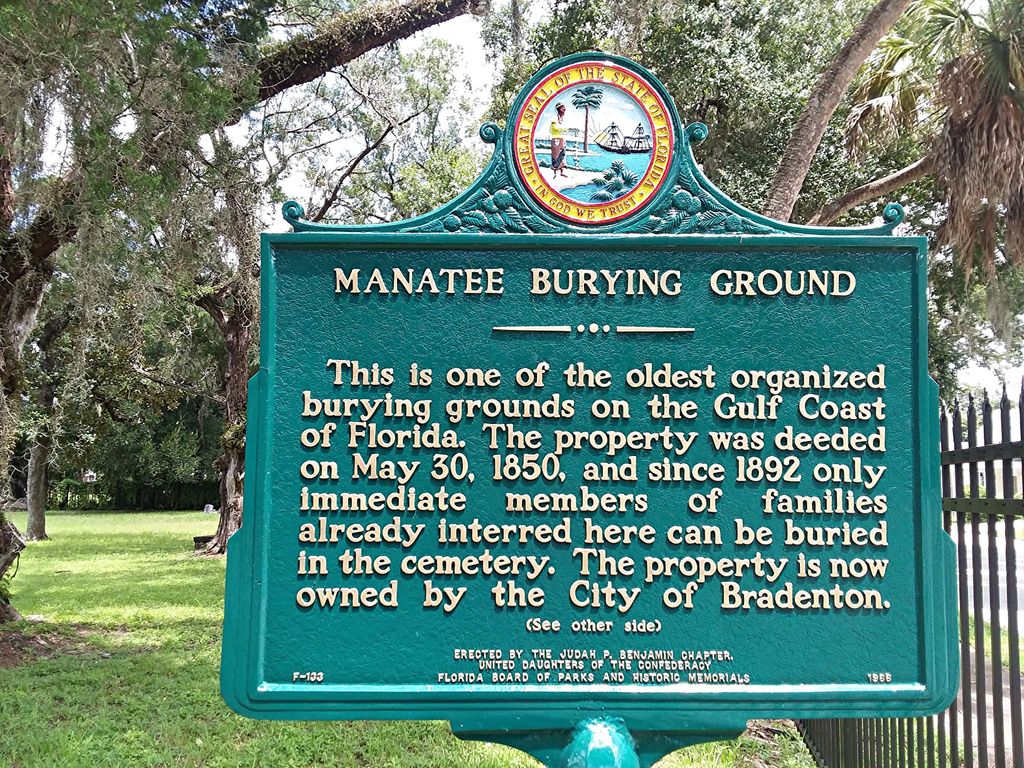 GREAT SEAL OF THE STATE OF FLORIDA
IN GOD WE TRUST
MANATEE BURYING GROUND
This is one of the oldest organized
burying grounds on the Gulf Coast
of Florida. The property was deeded
on May 30, 1850, and since 1892 only
immediate members of families
already interred here can be buried
in the cemetery. The property is now
owned by the City of Bradenton.
(See other side)
ERECTED BY THE JUDAH P. BENJAMIN CHAPTER,
UNITED DAUGHTERS OF THE CONFEDERACY
F-133 FLORIDA BOARD OF PARKS AND HISTORIC MEMORIALS 1966